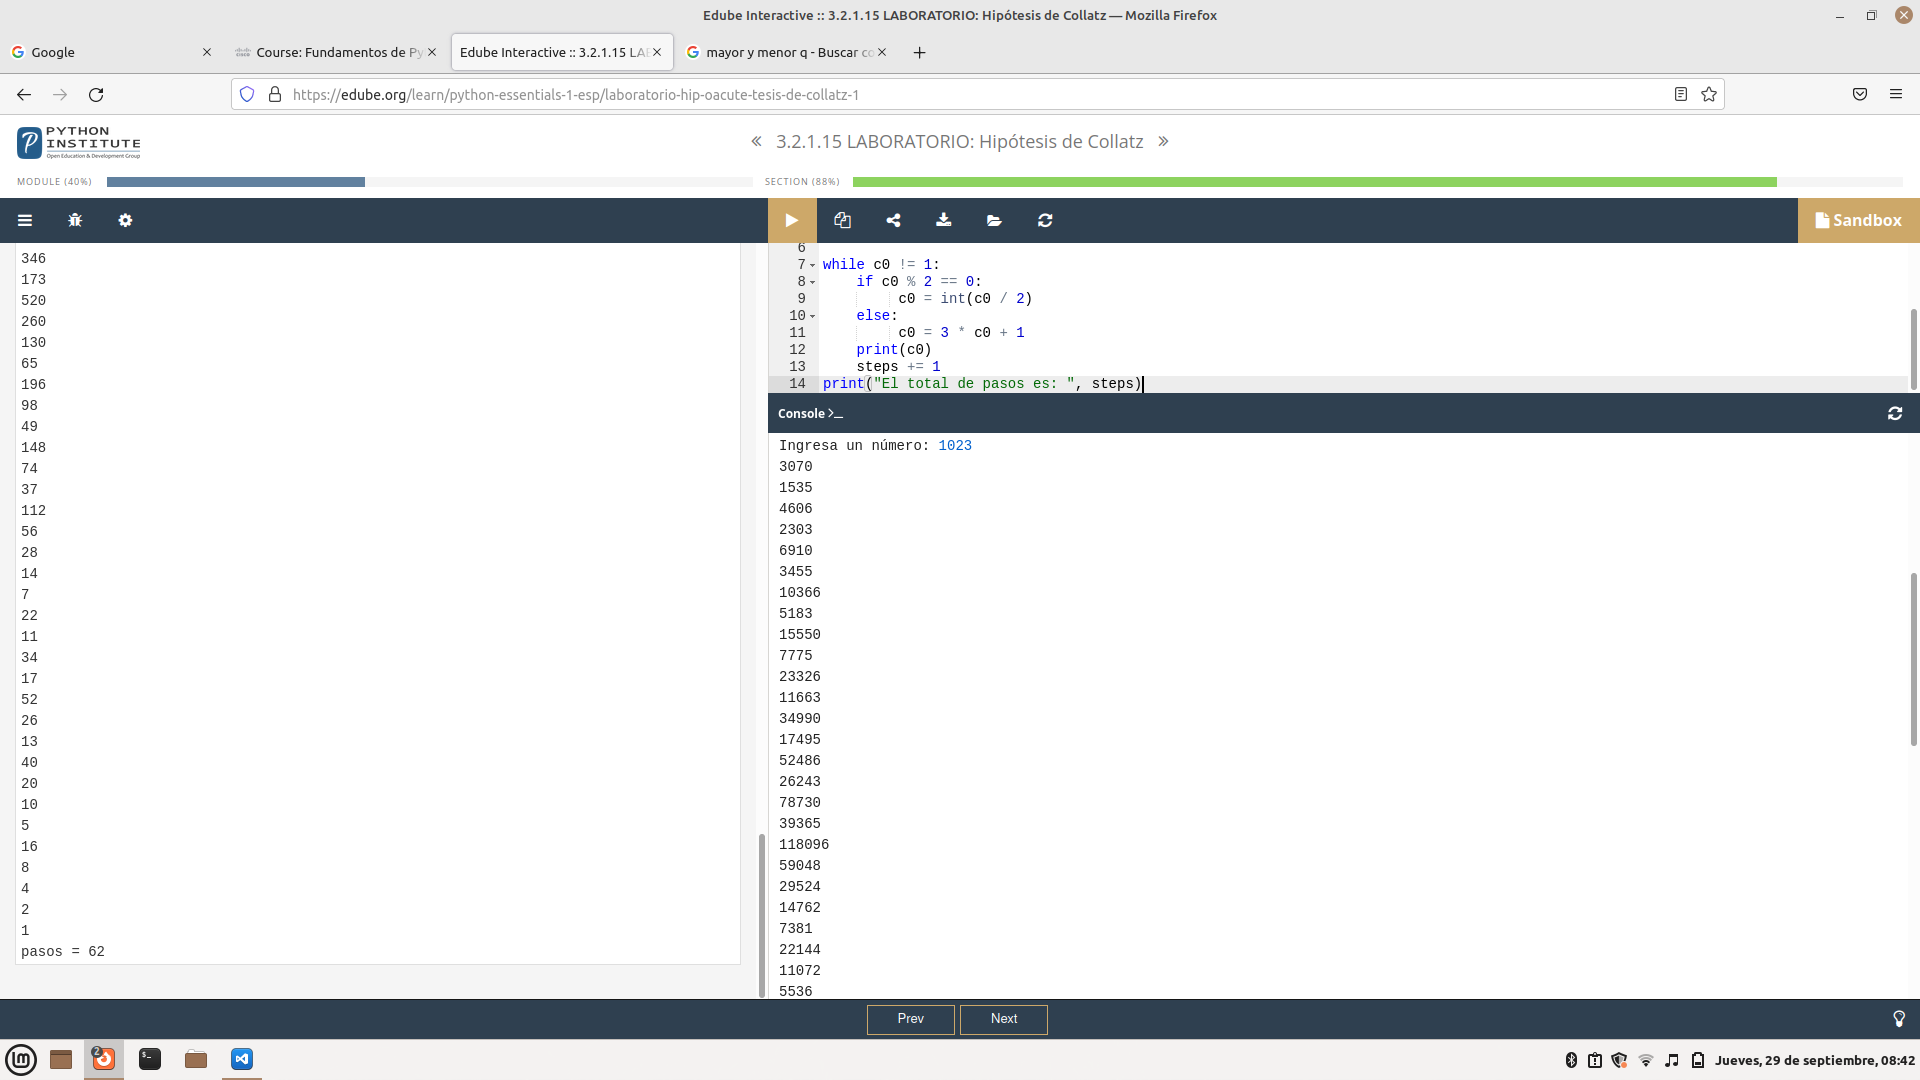 Edube Interactive :: 3.2.1.15 LABORATORIO: Hipótesis de Collatz — Mozilla Firefox
Google
Course: Fundamentos de Py
Edube Interactive :: 3.2.1.15 LAB
mayor y menor q - Buscar co
https://edube.org/learn/python-essentials-1-esp/laboratorio-hip-oacute-tesis-de-collatz-1
PYTHON
INSTITUTE
Open Education & Development Group
« 3.2.1.15 LABORATORIO: Hipótesis de Collatz »
MODULE (40%)
SECTION (88%)
Sandbox
346
173
520
260
130
65
196
98
49
148
74
37
112
56
28
14
7
22
11
34
17
52
26
13
40
20
10
5
16
8
4
2
1
pasos = 62
6
7 while c0 != 1:
8 if c0 % 2 == 0:
9 c0 = int(c0 / 2)
10 else:
11 c0 = 3 * c0 + 1
12 print(c0)
13 steps += 1
14 print("El total de pasos es: ", steps)
Console >_
Ingresa un número: 1023
3070
1535
4606
2303
6910
3455
10366
5183
15550
7775
23326
11663
34990
17495
52486
26243
78730
39365
118096
59048
29524
14762
7381
22144
11072
5536
Prev
Next
2
Jueves, 29 de septiembre, 08:42